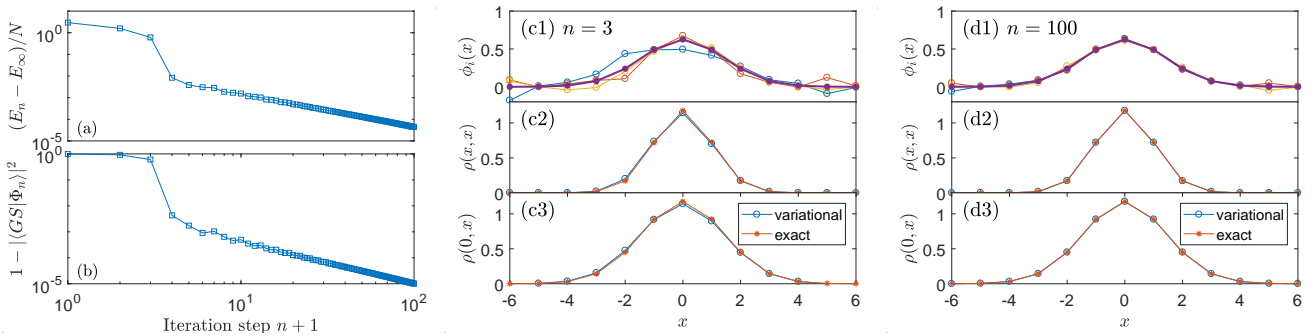 (E_n − E_∞)/N
10^0
10^-5
(a)
1 − |⟨GS|Φ_n⟩|^2
10^0
10^-5
(b)
10^0
10^1
10^2
Iteration step n + 1
(c1) n = 3
ϕ_i(x)
1
0.5
0
(c2)
ρ(x, x)
1
0.5
0
(c3)
ρ(0, x)
1
0.5
0
variational
exact
-6 -4 -2 0 2 4 6
x
(d1) n = 100
ϕ_i(x)
1
0.5
0
(d2)
ρ(x, x)
1
0.5
0
(d3)
ρ(0, x)
1
0.5
0
variational
exact
-6 -4 -2 0 2 4 6
x